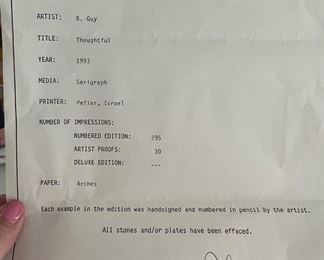 ARTIST: B. Guy
TITLE: Thoughtful
YEAR: 1993
MEDIA: Serigraph
PRINTER: Pefiar, Israel
NUMBER OF IMPRESSIONS:
NUMBERED EDITION: 295
ARTIST PROOFS: 30
DELUXE EDITION: ---
PAPER: Arches
Each example in the edition was handsigned and numbered in pencil by the artist.
All stones and/or plates have been effaced.